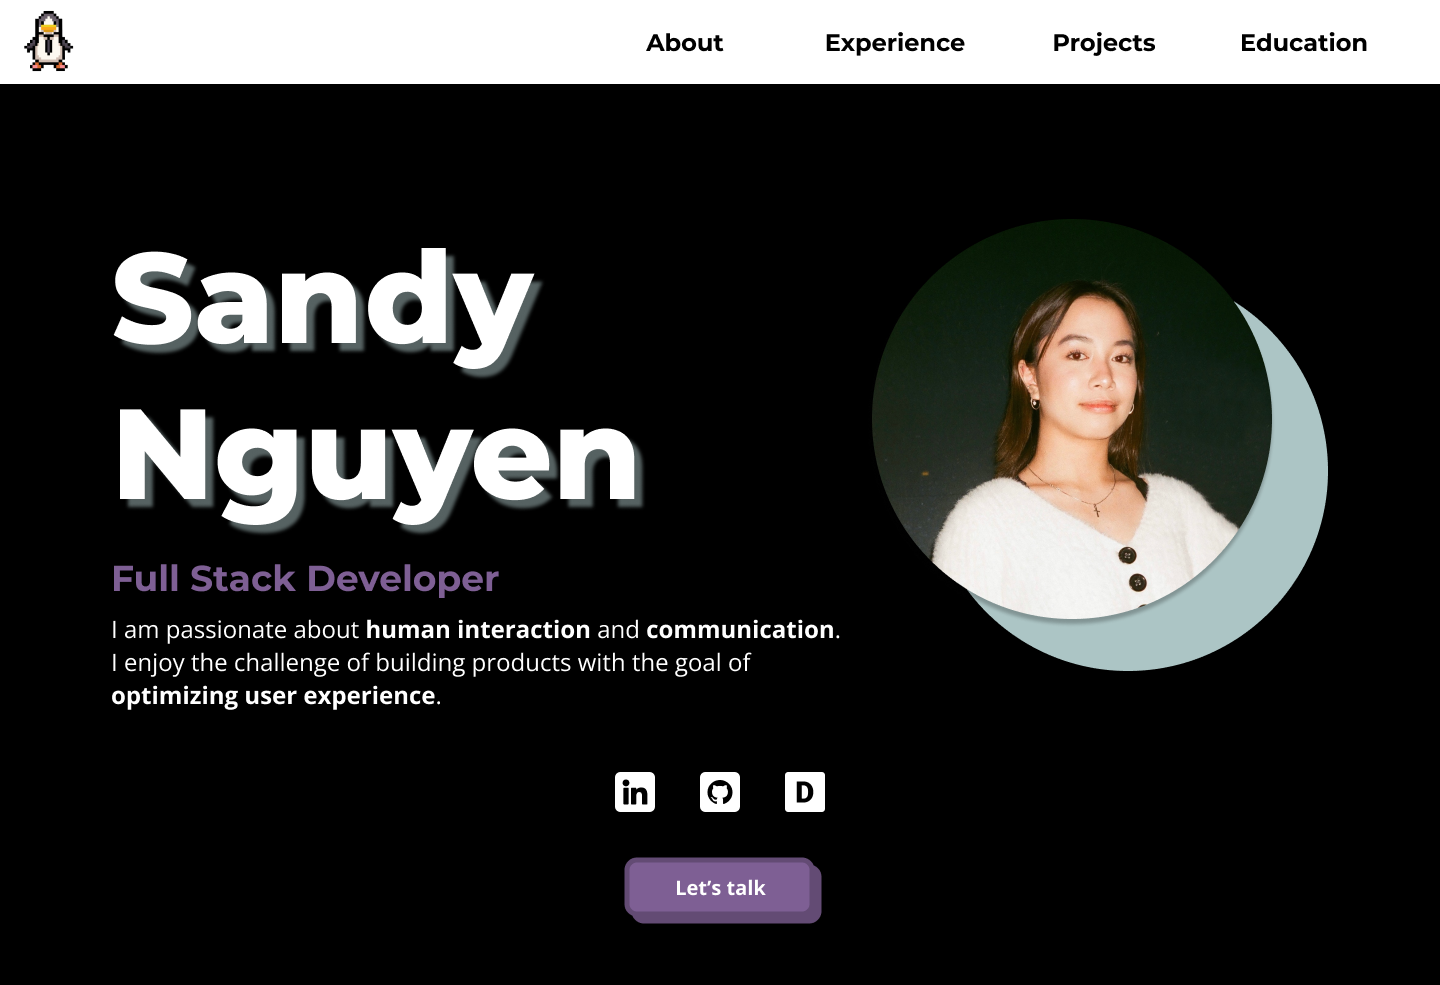 About Experience Projects Education
Sandy
Nguyen
Full Stack Developer
I am passionate about human interaction and communication.
I enjoy the challenge of building products with the goal of
optimizing user experience.
in D
Let’s talk